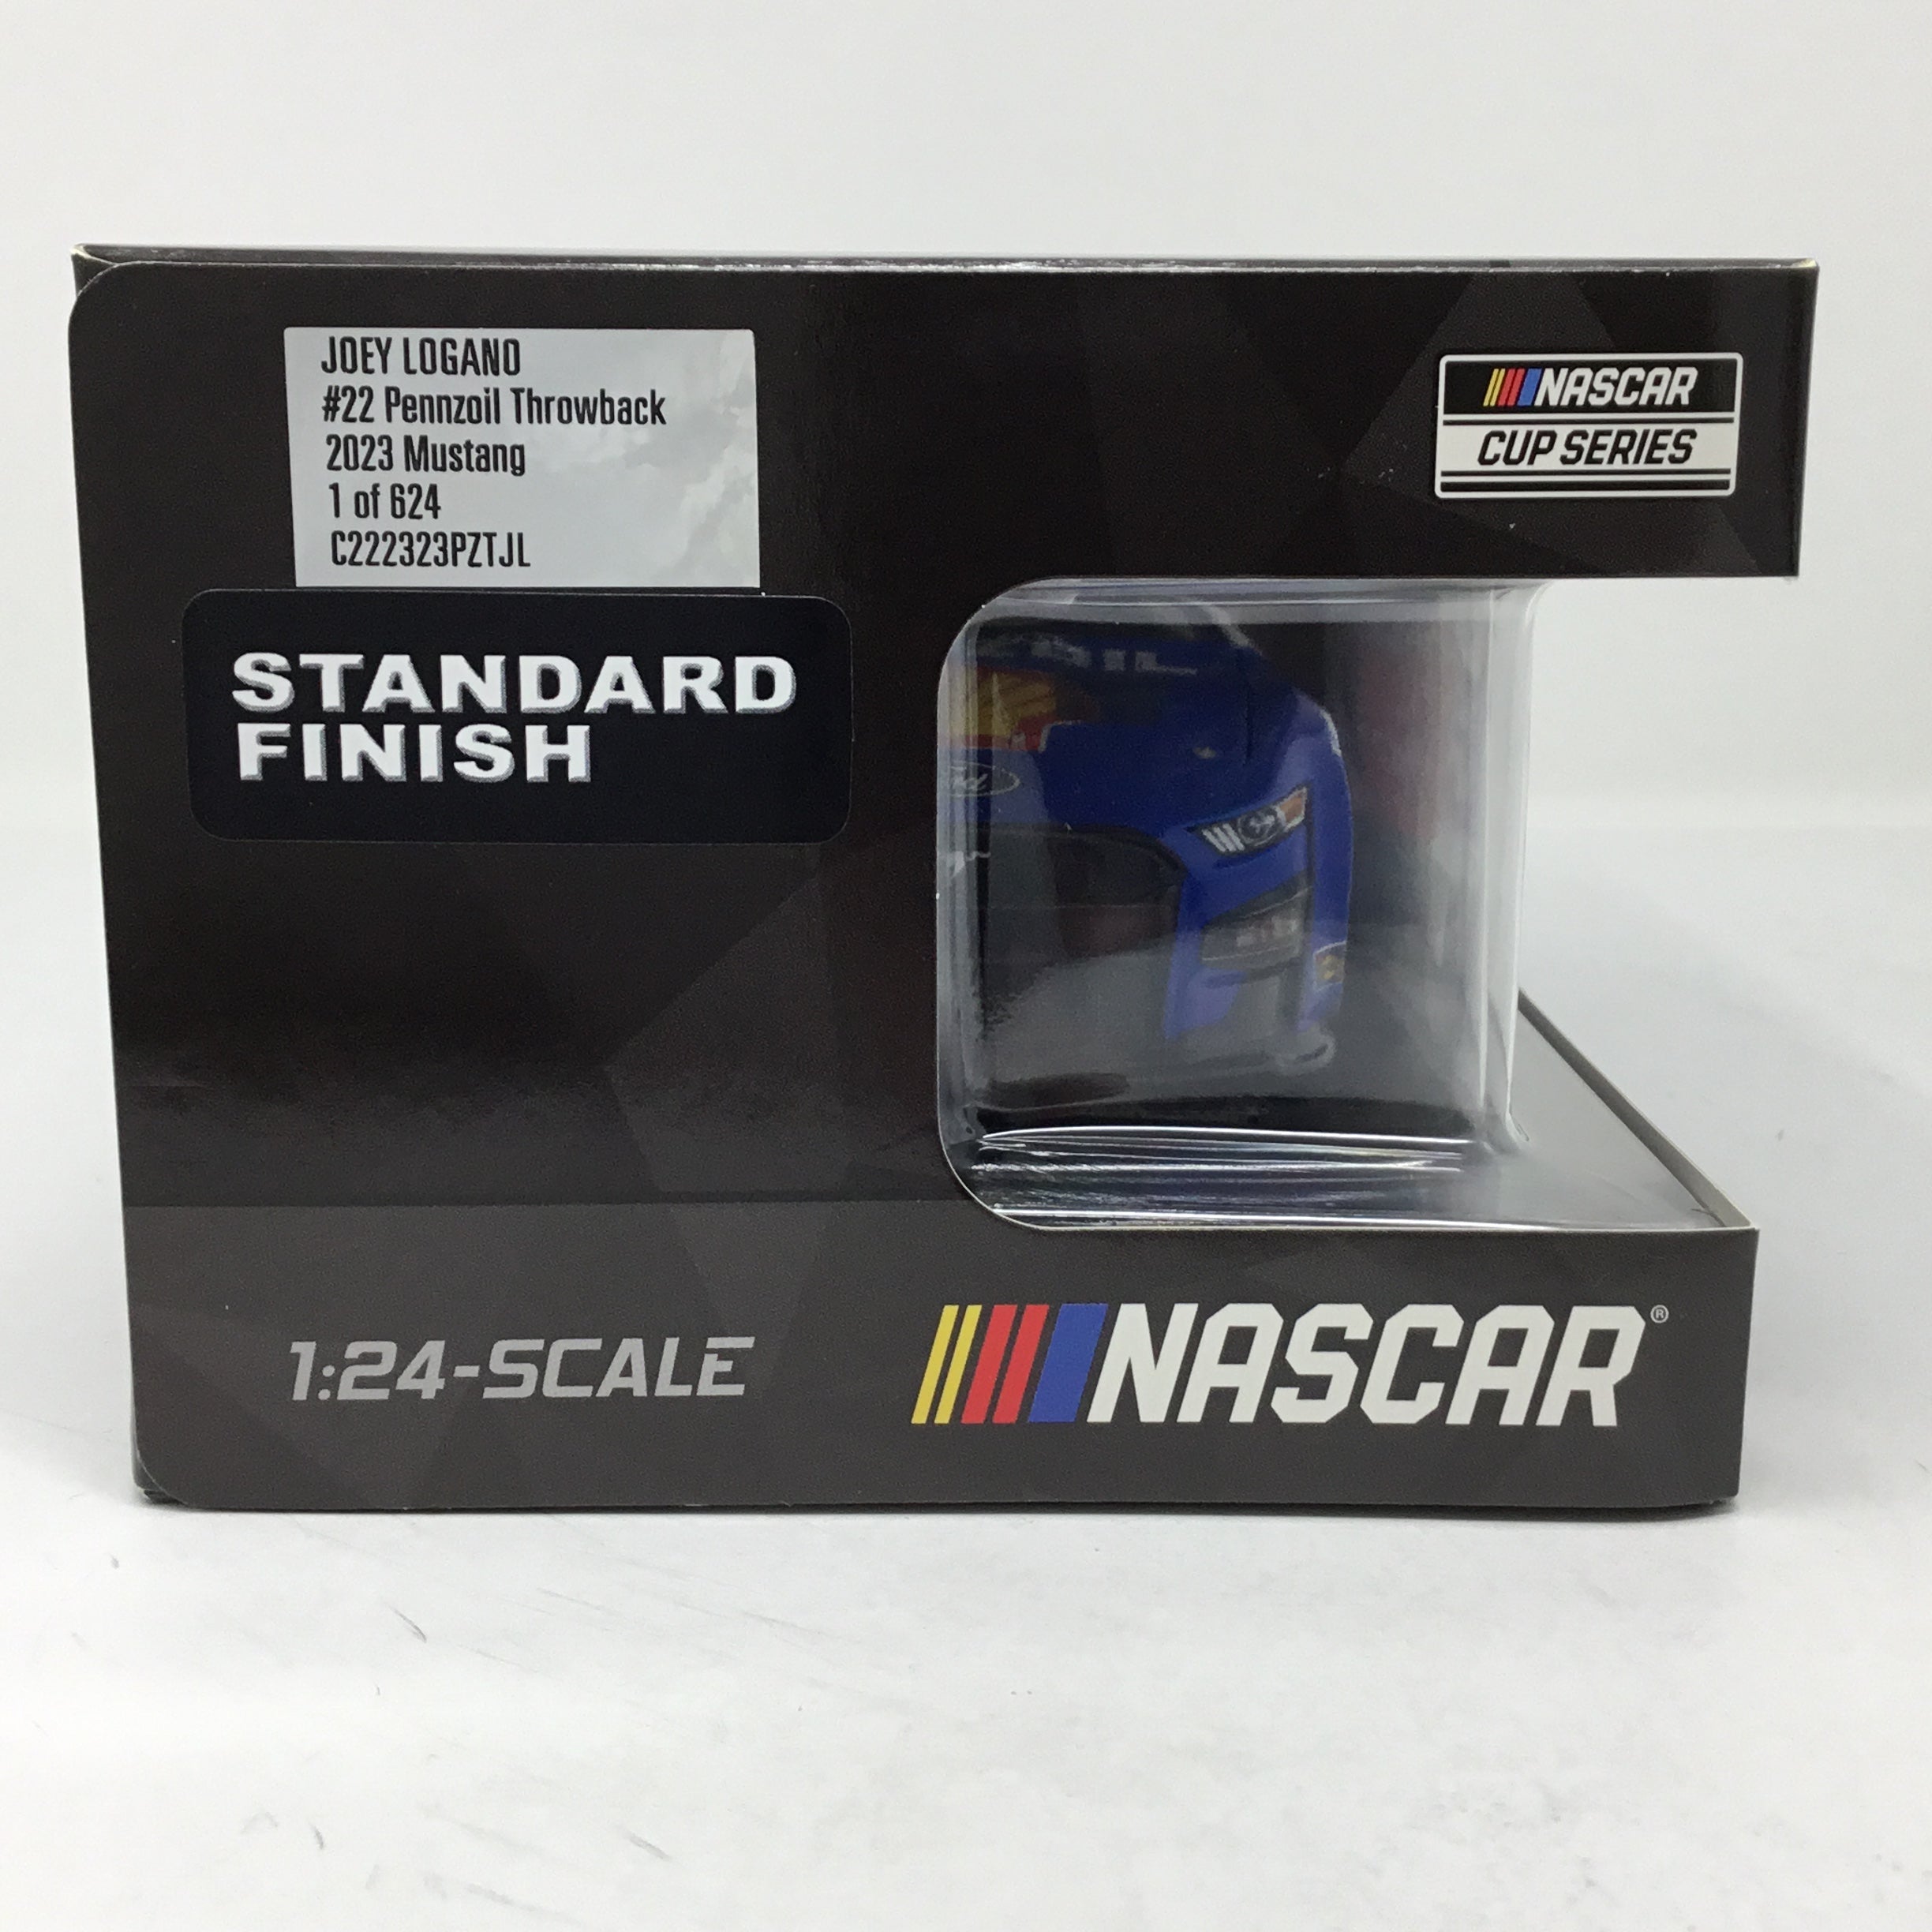 JOEY LOGANO
#22 Pennzoil Throwback
2023 Mustang
1 of 624
C222323PZTJL
NASCAR
CUP SERIES
STANDARD
FINISH
1:24-SCALE
NASCAR®